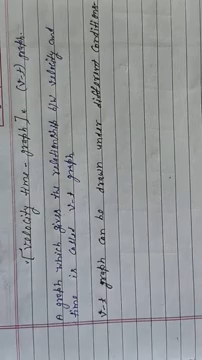 [Velocity time - graph] : (v-t) graph.
A graph which gives the relationship b/w velocity and
time is called v-t graph
v-t graph can be drawn under different conditions